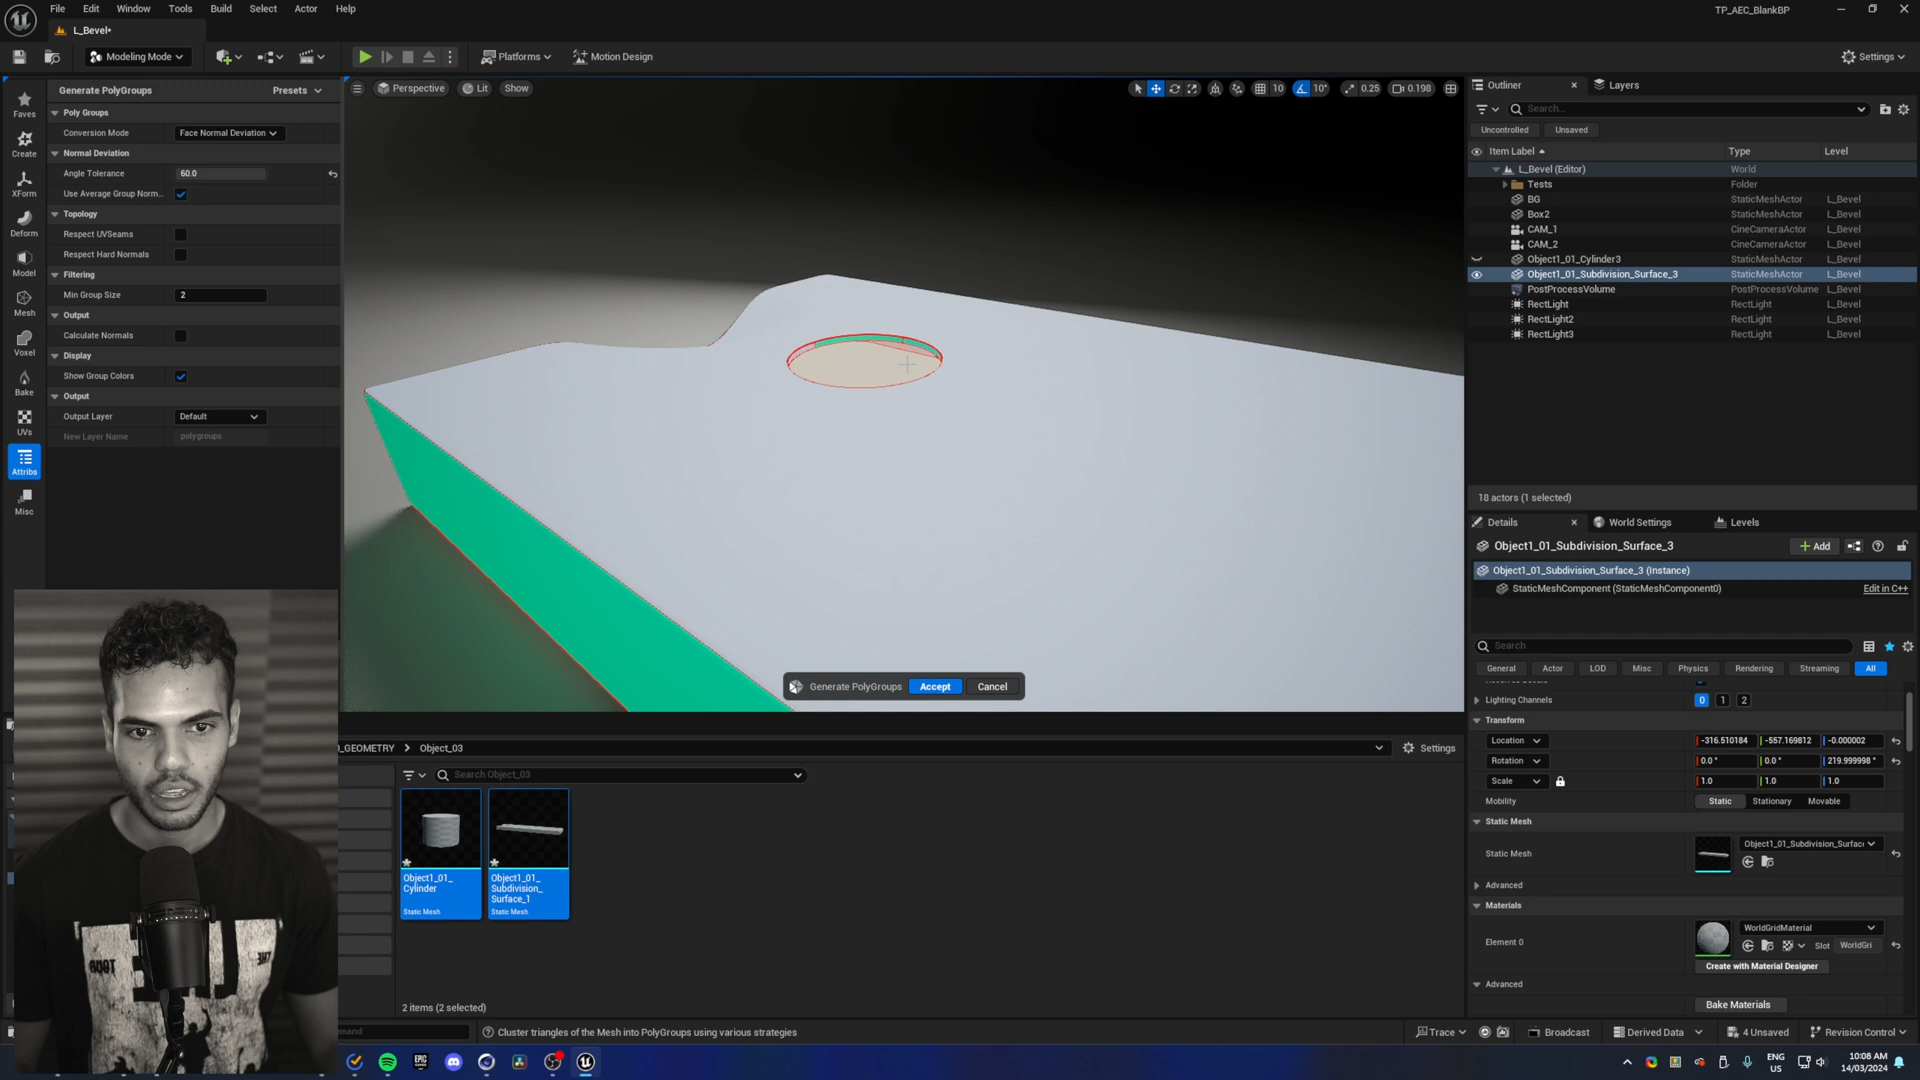 File Edit Window Tools Build Select Actor Help
TP_AEC_BlankBP
L_Bevel•
Modeling Mode
Platforms
Motion Design
Settings
Generate PolyGroups
Presets
Poly Groups
Conversion Mode
Face Normal Deviation
Normal Deviation
Angle Tolerance
60.0
Use Average Group Norm...
Topology
Respect UVSeams
Respect Hard Normals
Filtering
Min Group Size
2
Output
Calculate Normals
Display
Show Group Colors
Output
Output Layer
Default
New Layer Name
polygroups
Faves
Create
XForm
Deform
Model
Mesh
Voxel
Bake
UVs
Attribs
Misc
Perspective
Lit
Show
10
10°
0.25
0.198
Generate PolyGroups
Accept
Cancel
Outliner
Layers
Search...
Uncontrolled
Unsaved
Item Label
Type
Level
L_Bevel (Editor)
World
Tests
Folder
BG
StaticMeshActor
L_Bevel
Box2
StaticMeshActor
L_Bevel
CAM_1
CineCameraActor
L_Bevel
CAM_2
CineCameraActor
L_Bevel
Object1_01_Cylinder3
StaticMeshActor
L_Bevel
Object1_01_Subdivision_Surface_3
StaticMeshActor
L_Bevel
PostProcessVolume
PostProcessVolume
L_Bevel
RectLight
RectLight
L_Bevel
RectLight2
RectLight
L_Bevel
RectLight3
RectLight
L_Bevel
18 actors (1 selected)
Details
World Settings
Levels
Object1_01_Subdivision_Surface_3
Add
Object1_01_Subdivision_Surface_3 (Instance)
StaticMeshComponent (StaticMeshComponent0)
Edit in C++
Search
General
Actor
LOD
Misc
Physics
Rendering
Streaming
All
Lighting Channels
0
1
2
Transform
Location
-316.510184
-557.169812
-0.000002
Rotation
0.0 °
0.0 °
219.999998 °
Scale
1.0
1.0
1.0
Mobility
Static
Stationary
Movable
Static Mesh
Static Mesh
Object1_01_Subdivision_Surfac
Advanced
Materials
Element 0
WorldGridMaterial
Slot
WorldGri
Create with Material Designer
Advanced
Bake Materials
_GEOMETRY
Object_03
Settings
Search Object_03
Object1_01_
Cylinder
Static Mesh
Object1_01_
Subdivision_
Surface_1
Static Mesh
2 items (2 selected)
Cluster triangles of the Mesh into PolyGroups using various strategies
Trace
Broadcast
Derived Data
4 Unsaved
Revision Control
EPIC
ENG
US
10:08 AM
14/03/2024